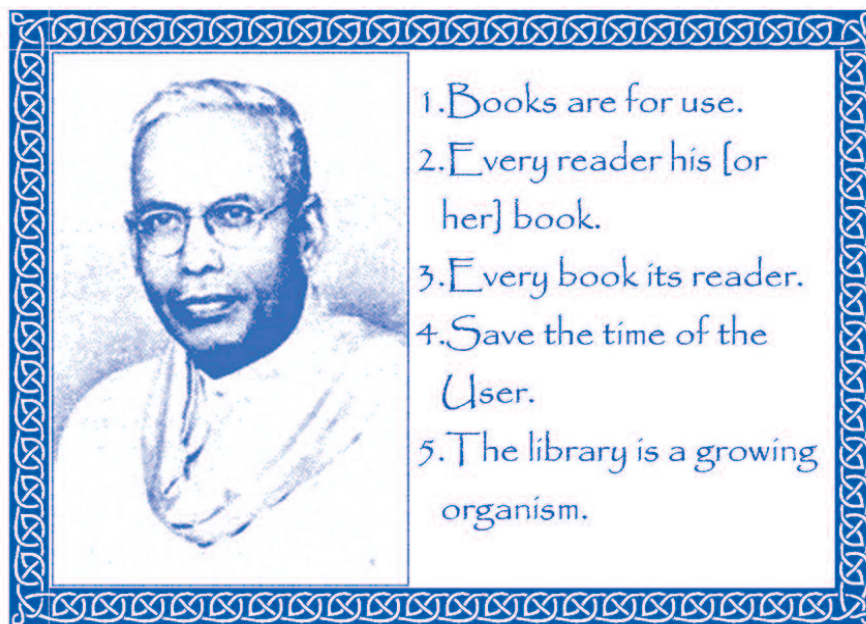 1.Books are for use.
2.Every reader his [or
her] book.
3.Every book its reader.
4.Save the time of the
User.
5.The library is a growing
organism.